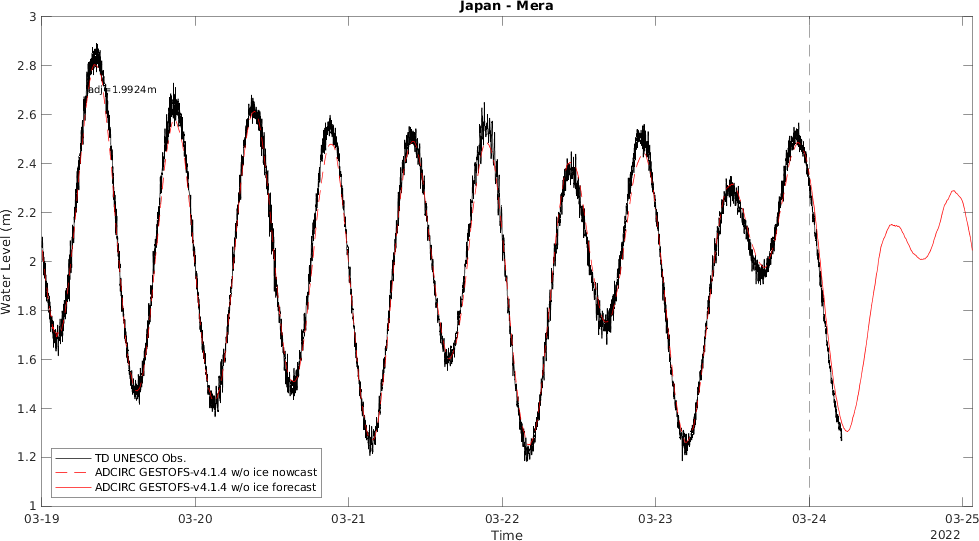 Japan - Mera
3
2.8
2.6
2.4
2.2
2
1.8
1.6
1.4
1.2
1
Water Level (m)
adj=1.9924m
TD UNESCO Obs.
ADCIRC GESTOFS-v4.1.4 w/o ice nowcast
ADCIRC GESTOFS-v4.1.4 w/o ice forecast
03-19 03-20 03-21 03-22 03-23 03-24 03-25
Time
2022